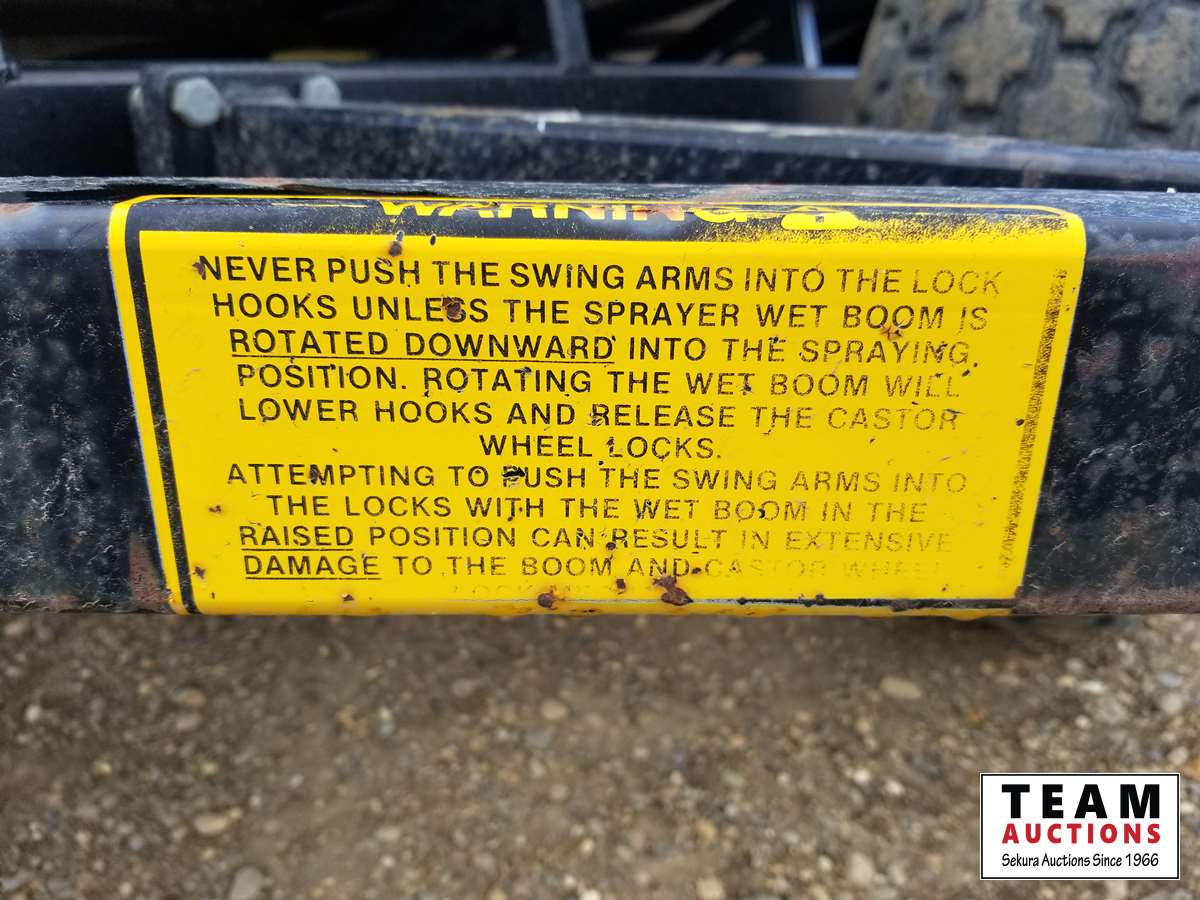 WARNING
NEVER PUSH THE SWING ARMS INTO THE LOCK
HOOKS UNLESS THE SPRAYER WET BOOM IS
ROTATED DOWNWARD INTO THE SPRAYING
POSITION. ROTATING THE WET BOOM WILL
LOWER HOOKS AND RELEASE THE CASTOR
WHEEL LOCKS.
ATTEMPTING TO PUSH THE SWING ARMS INTO
THE LOCKS WITH THE WET BOOM IN THE
RAISED POSITION CAN RESULT IN EXTENSIVE
DAMAGE TO THE BOOM AND CASTOR WHEEL
TEAM
AUCTIONS
Sekura Auctions Since 1966